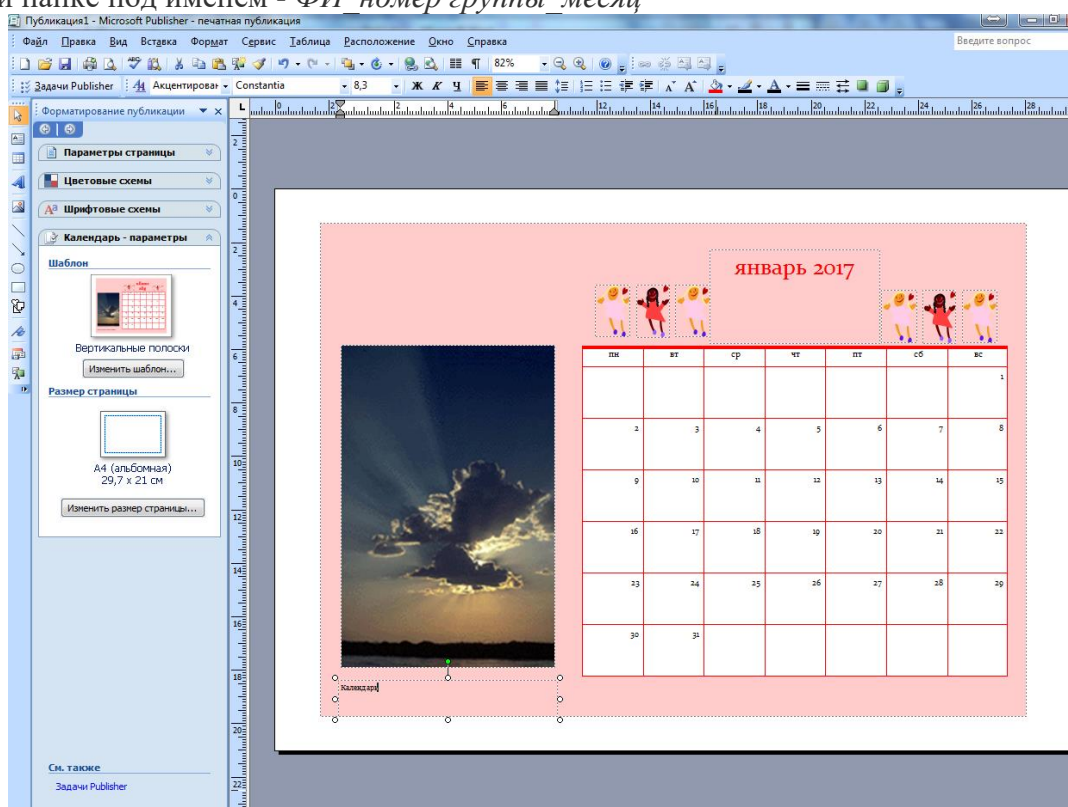 и папке под именем - ФИ_номер группы_месяц
Публикация1 - Microsoft Publisher - печатная публикация
Файл Правка Вид Вставка Формат Сервис Таблица Расположение Окно Справка
Введите вопрос
82%
Задачи Publisher
Акцентирован
Constantia
8,3
Ж К Ч
Форматирование публикации
Параметры страницы
Цветовые схемы
Шрифтовые схемы
Календарь - параметры
Шаблон
Вертикальные полоски
Изменить шаблон...
Размер страницы
A4 (альбомная)
29,7 x 21 см
Изменить размер страницы...
См. также
Задачи Publisher
январь 2017
пн вт ср чт пт сб вс
1
2 3 4 5 6 7 8
9 10 11 12 13 14 15
16 17 18 19 20 21 22
23 24 25 26 27 28 29
30 31
Календарь